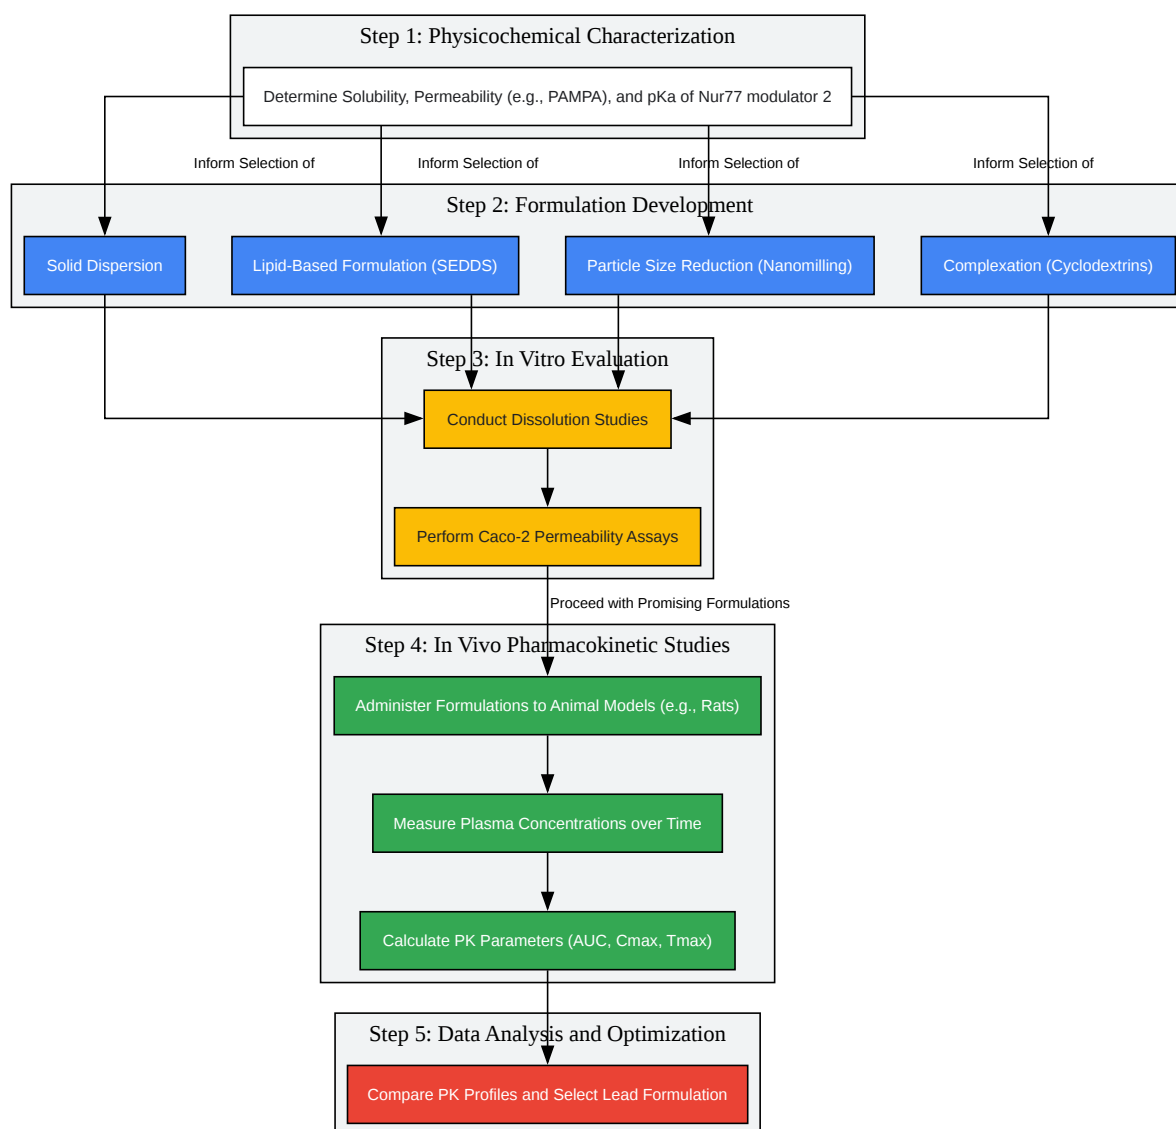 Step 1: Physicochemical Characterization
Determine Solubility, Permeability (e.g., PAMPA), and pKa of Nur77 modulator 2
Inform Selection of
Inform Selection of
Inform Selection of
Inform Selection of
Step 2: Formulation Development
Solid Dispersion
Lipid-Based Formulation (SEDDS)
Particle Size Reduction (Nanomilling)
Complexation (Cyclodextrins)
Step 3: In Vitro Evaluation
Conduct Dissolution Studies
Perform Caco-2 Permeability Assays
Proceed with Promising Formulations
Step 4: In Vivo Pharmacokinetic Studies
Administer Formulations to Animal Models (e.g., Rats)
Measure Plasma Concentrations over Time
Calculate PK Parameters (AUC, Cmax, Tmax)
Step 5: Data Analysis and Optimization
Compare PK Profiles and Select Lead Formulation